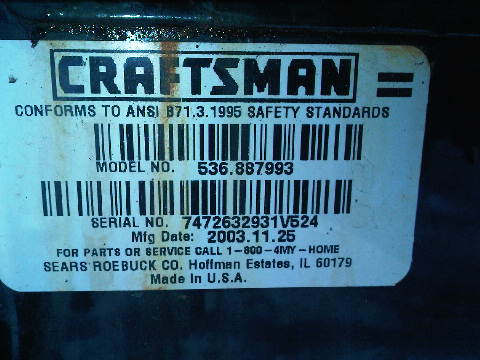 CRAFTSMAN
CONFORMS TO ANSI B71.3.1995 SAFETY STANDARDS
MODEL NO. 536.887993
SERIAL NO. 7472632931V524
Mfg Date: 2003.11.25
FOR PARTS OR SERVICE CALL 1-800-4MY-HOME
SEARS ROEBUCK CO. Hoffman Estates, IL 60179
Made In U.S.A.